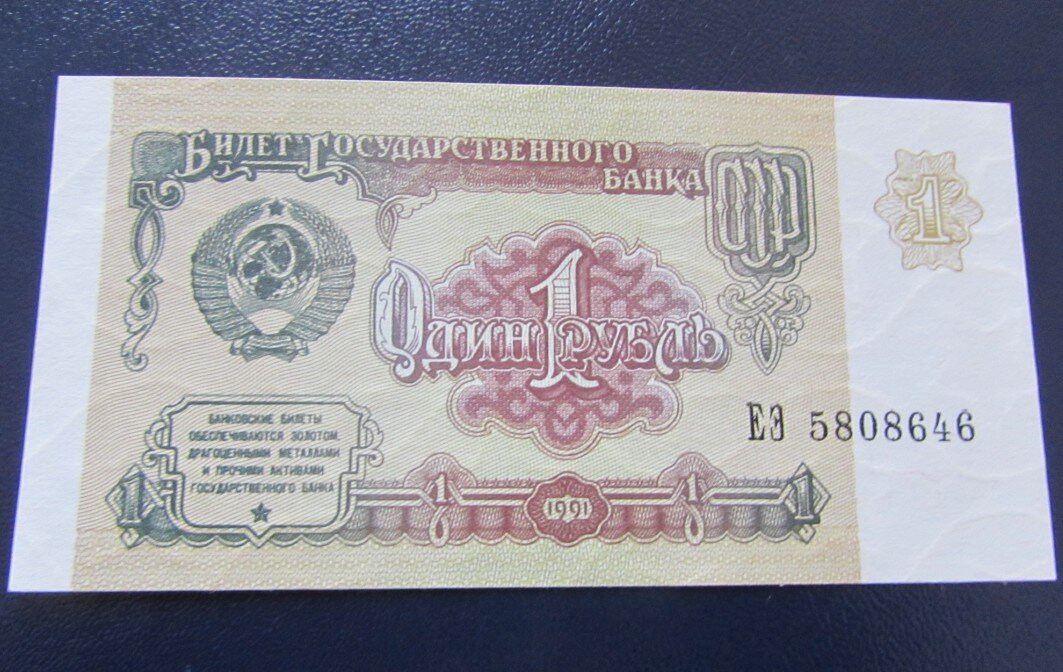 Билет Государственного
банка
СССР
1
Один 1 рубль
ЕЭ 5808646
БАНКОВСКИЕ БИЛЕТЫ
ОБЕСПЕЧИВАЮТСЯ ЗОЛОТОМ,
ДРАГОЦЕННЫМИ МЕТАЛЛАМИ
И ПРОЧИМИ АКТИВАМИ
ГОСУДАРСТВЕННОГО БАНКА
1 1 1991 1 1